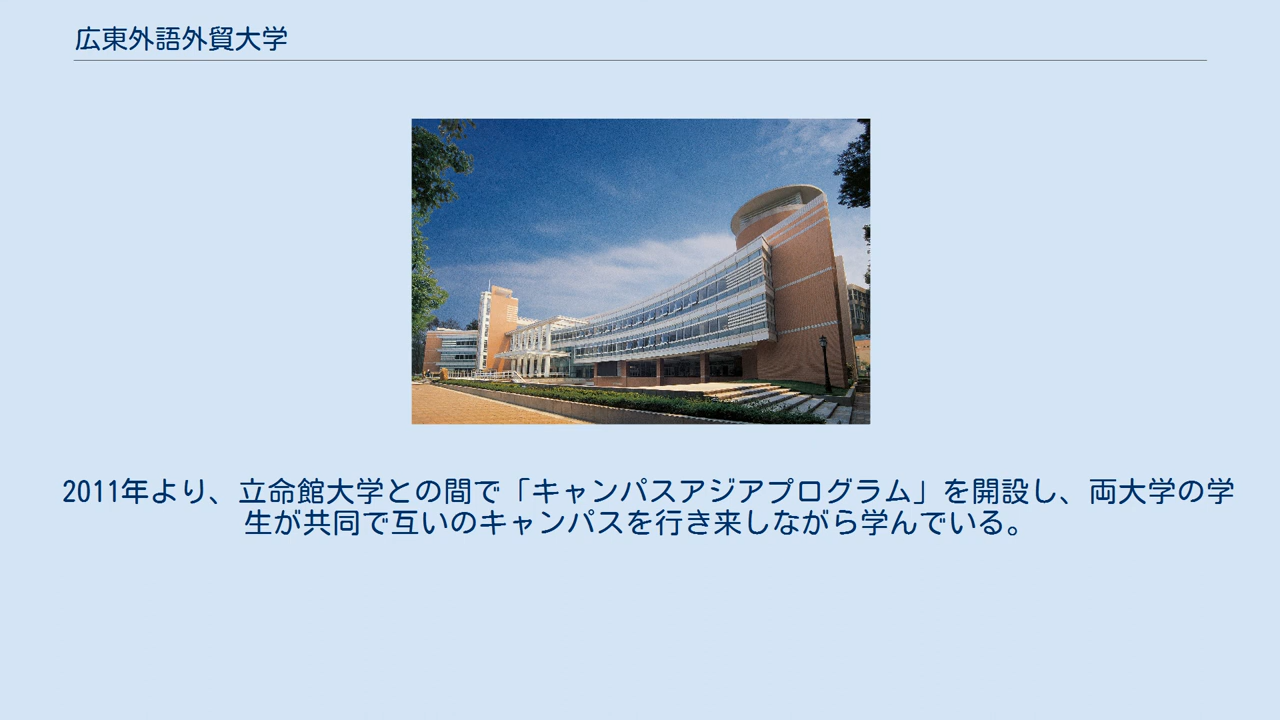 広東外語外貿大学
2011年より、立命館大学との間で「キャンパスアジアプログラム」を開設し、両大学の学
生が共同で互いのキャンパスを行き来しながら学んでいる。